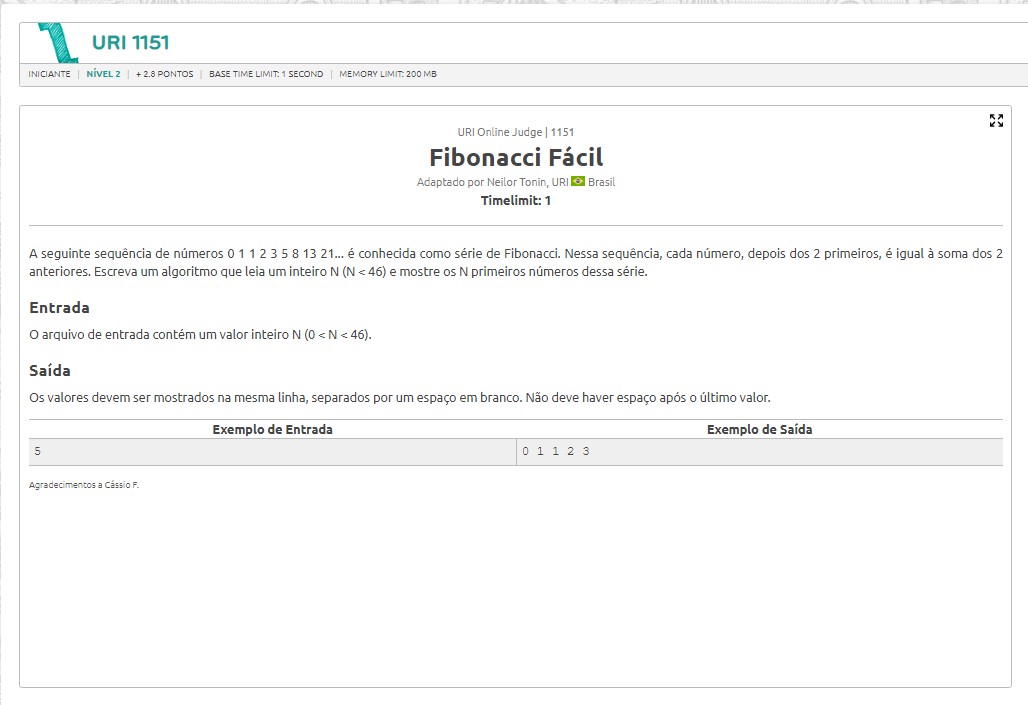 URI 1151
INICIANTE | NÍVEL 2 | + 2.8 PONTOS | BASE TIME LIMIT: 1 SECOND | MEMORY LIMIT: 200 MB
URI Online Judge | 1151
Fibonacci Fácil
Adaptado por Neilor Tonin, URI Brasil
Timelimit: 1
A seguinte sequência de números 0 1 1 2 3 5 8 13 21... é conhecida como série de Fibonacci. Nessa sequência, cada número, depois dos 2 primeiros, é igual à soma dos 2
anteriores. Escreva um algoritmo que leia um inteiro N (N < 46) e mostre os N primeiros números dessa série.
Entrada
O arquivo de entrada contém um valor inteiro N (0 < N < 46).
Saída
Os valores devem ser mostrados na mesma linha, separados por um espaço em branco. Não deve haver espaço após o último valor.
Exemplo de Entrada Exemplo de Saída
5 0 1 1 2 3
Agradecimentos a Cássio F.